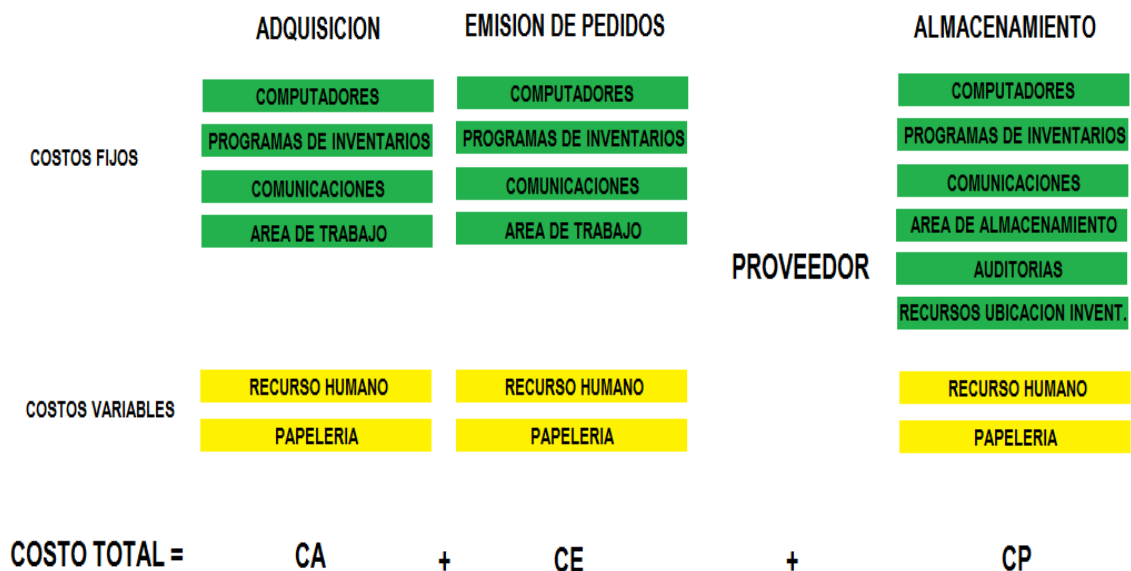 ADQUISICION EMISION DE PEDIDOS ALMACENAMIENTO
COMPUTADORES COMPUTADORES COMPUTADORES
PROGRAMAS DE INVENTARIOS PROGRAMAS DE INVENTARIOS PROGRAMAS DE INVENTARIOS
COSTOS FIJOS
COMUNICACIONES COMUNICACIONES COMUNICACIONES
AREA DE TRABAJO AREA DE TRABAJO AREA DE ALMACENAMIENTO
PROVEEDOR AUDITORIAS
RECURSOS UBICACION INVENT.
RECURSO HUMANO RECURSO HUMANO RECURSO HUMANO
COSTOS VARIABLES
PAPELERIA PAPELERIA PAPELERIA
COSTO TOTAL = CA + CE + CP